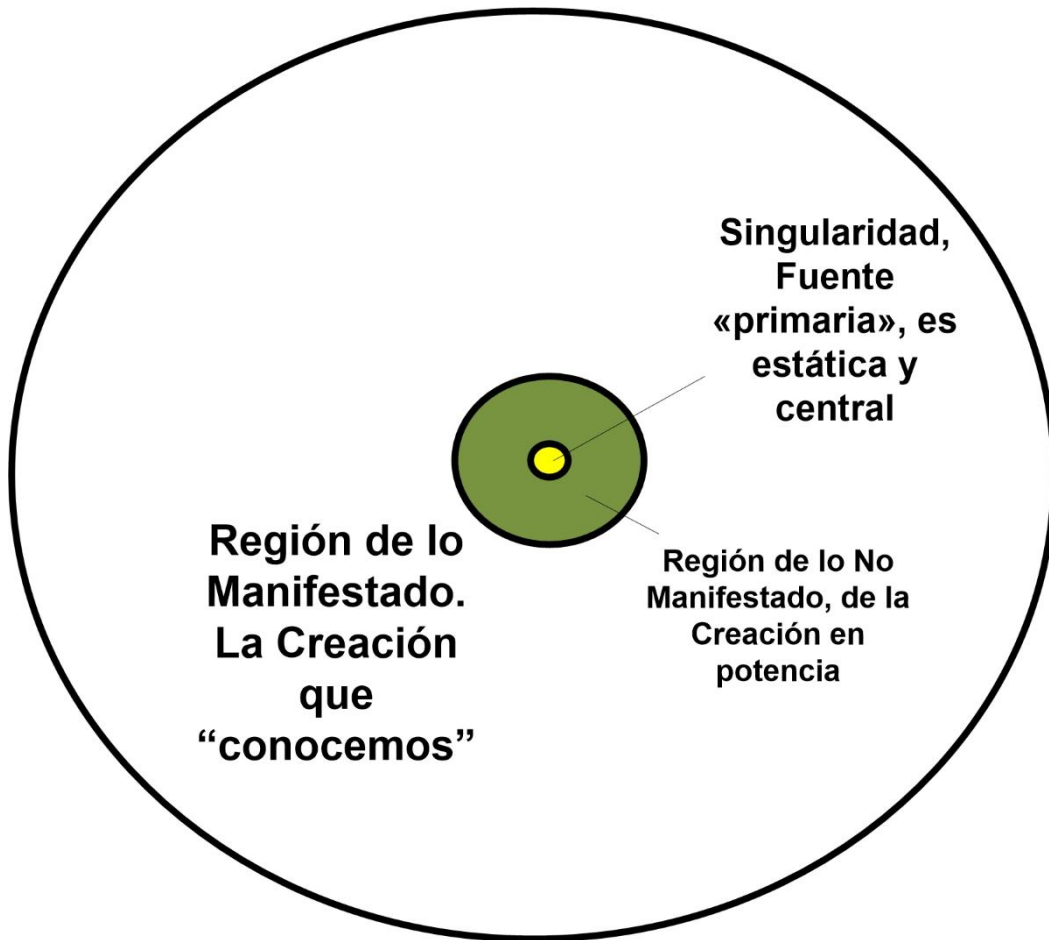 Singularidad,
Fuente
«primaria», es
estática y
central
Región de lo
Manifestado.
La Creación
que
“conocemos”
Región de lo No
Manifestado, de la
Creación en
potencia